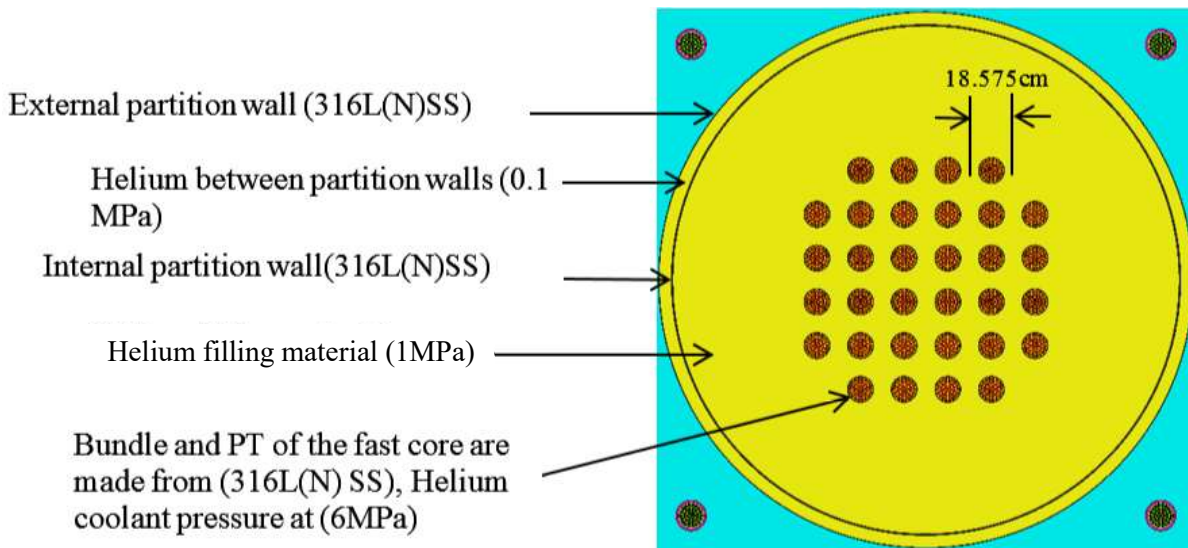 18.575cm
External partition wall (316L(N)SS)
Helium between partition walls (0.1
MPa)
Internal partition wall(316L(N)SS)
Helium filling material (1MPa)
Bundle and PT of the fast core are
made from (316L(N) SS), Helium
coolant pressure at (6MPa)